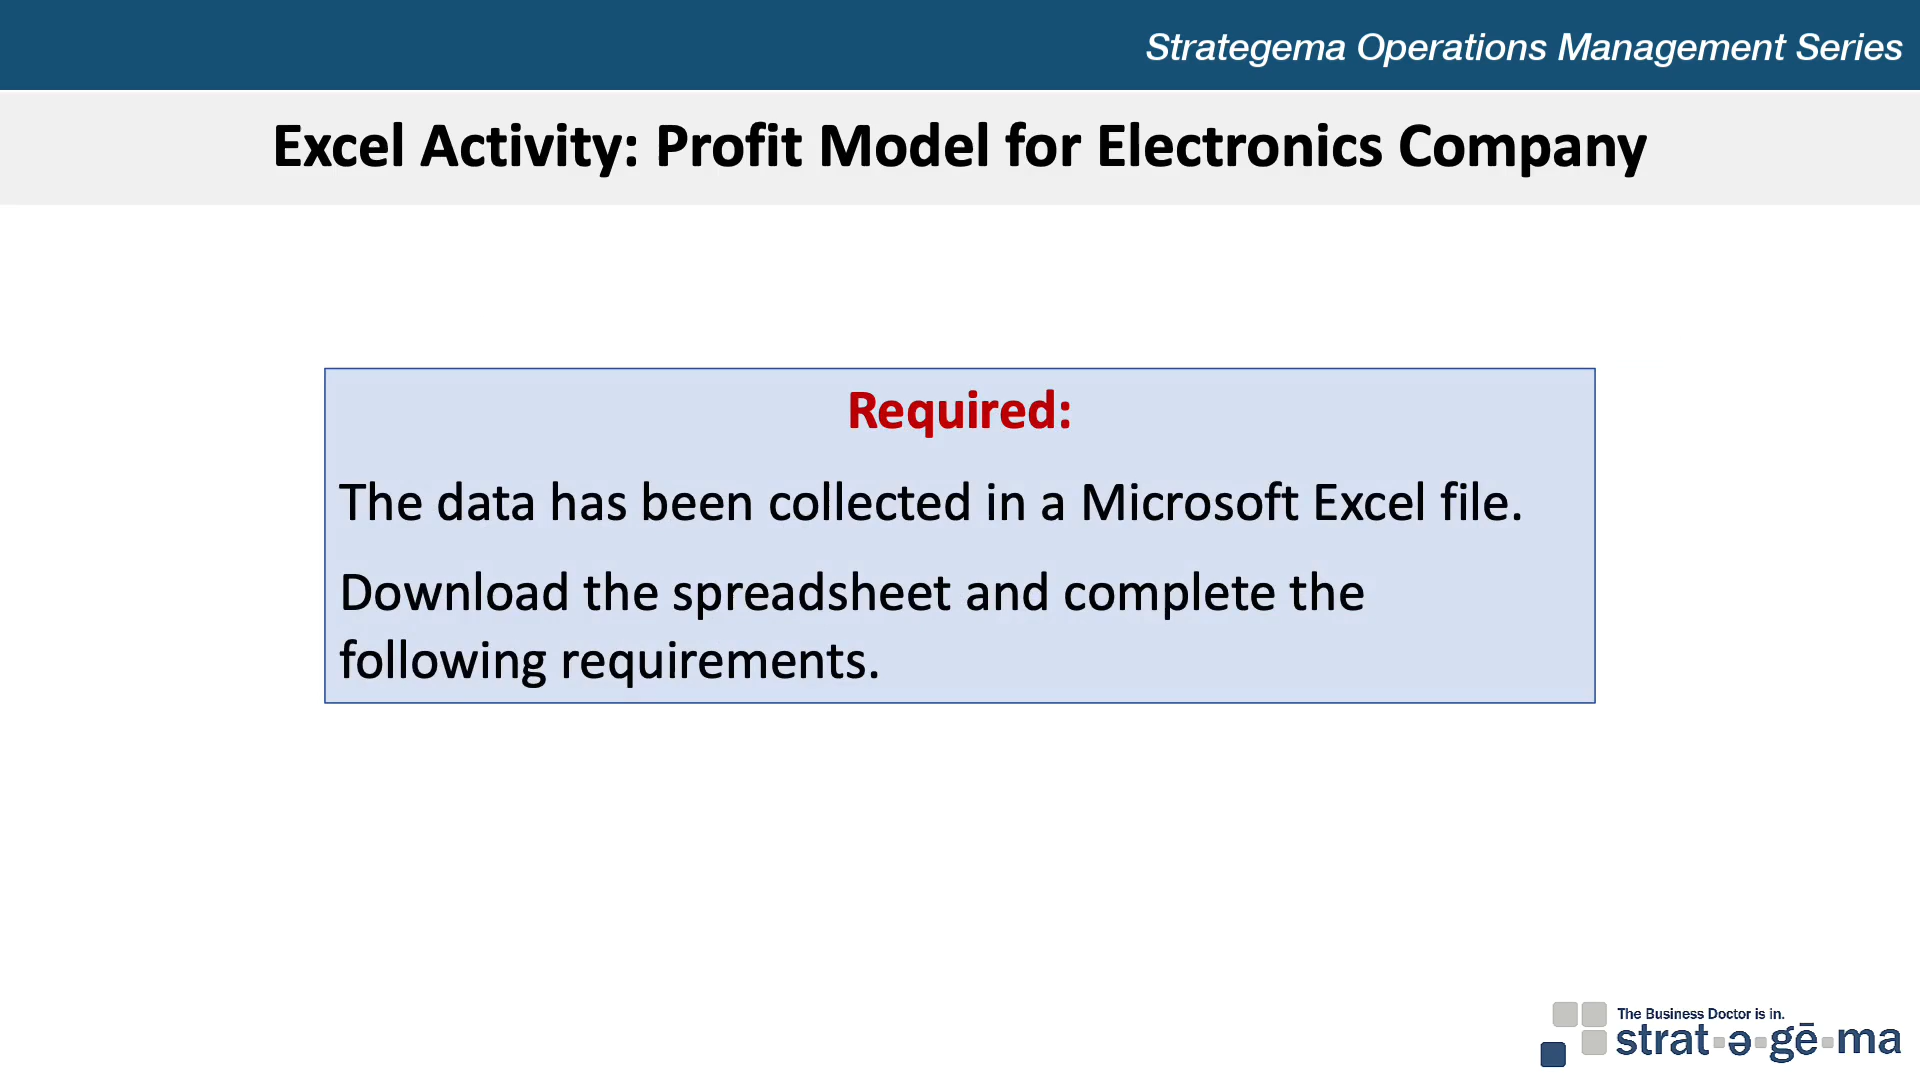 Strategema Operations Management Series
Excel Activity: Profit Model for Electronics Company
Required:
The data has been collected in a Microsoft Excel file.
Download the spreadsheet and complete the
following requirements.
The Business Doctor is in.
strat▪ə▪gē▪ma